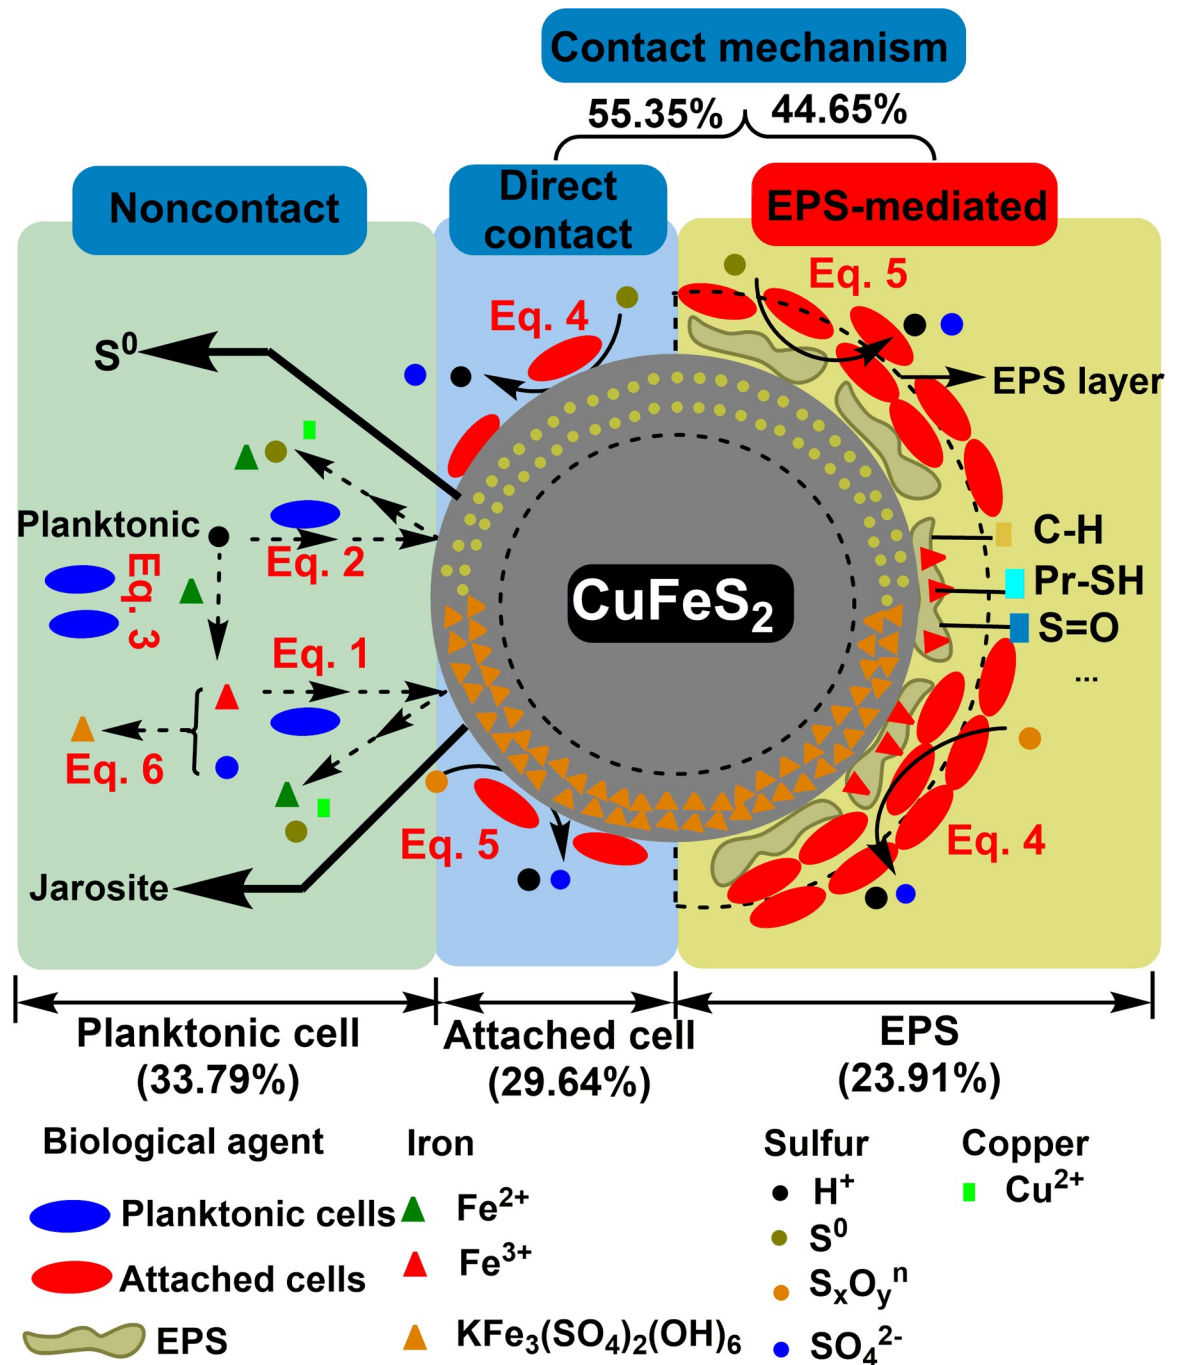 Contact mechanism
55.35% 44.65%
Noncontact
Direct
contact
EPS-mediated
Eq. 4
Eq. 5
S⁰
EPS layer
Planktonic
Eq. 2
Eq. 3
CuFeS₂
C-H
Pr-SH
S=O
...
Eq. 1
Eq. 6
Eq. 5
Eq. 4
Jarosite
Planktonic cell
(33.79%)
Attached cell
(29.64%)
EPS
(23.91%)
Biological agent
Planktonic cells
Attached cells
EPS
Iron
Fe²⁺
Fe³⁺
KFe₃(SO₄)₂(OH)₆
Sulfur
H⁺
S⁰
SₓOᵧⁿ
SO₄²⁻
Copper
Cu²⁺